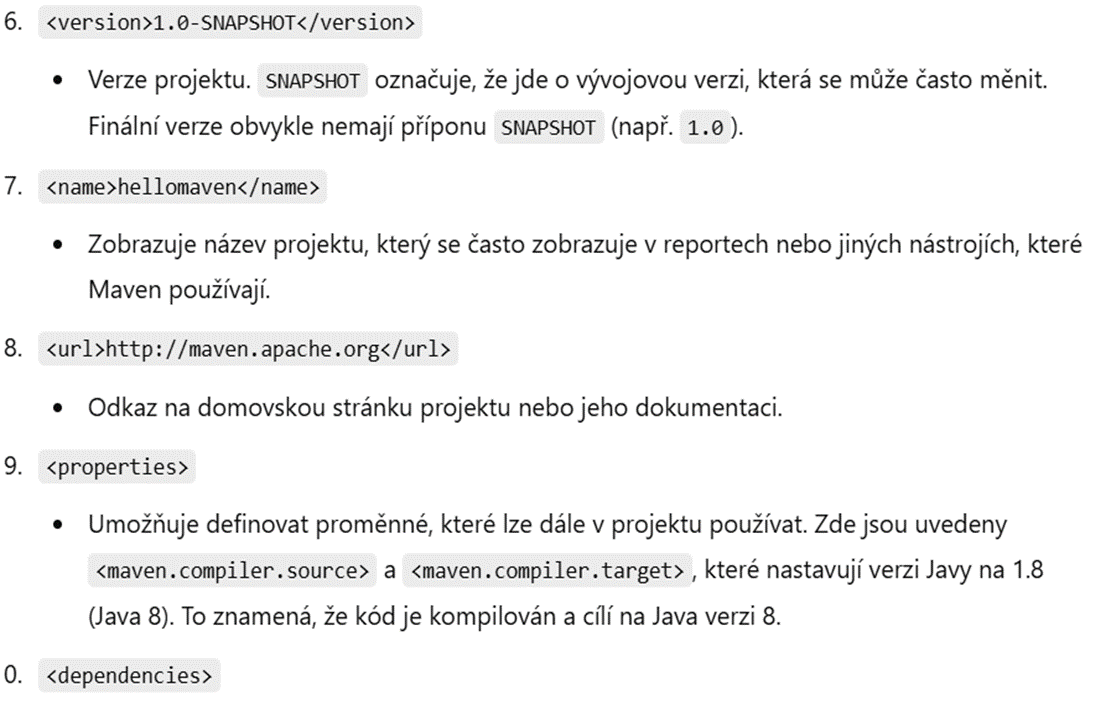 6. <version>1.0-SNAPSHOT</version>
• Verze projektu. SNAPSHOT označuje, že jde o vývojovou verzi, která se může často měnit.
Finální verze obvykle nemají příponu SNAPSHOT (např. 1.0 ).
7. <name>hellomaven</name>
• Zobrazuje název projektu, který se často zobrazuje v reportech nebo jiných nástrojích, které
Maven používají.
8. <url>http://maven.apache.org</url>
• Odkaz na domovskou stránku projektu nebo jeho dokumentaci.
9. <properties>
• Umožňuje definovat proměnné, které lze dále v projektu používat. Zde jsou uvedeny
<maven.compiler.source> a <maven.compiler.target> , které nastavují verzi Javy na 1.8
(Java 8). To znamená, že kód je kompilován a cílí na Java verzi 8.
0. <dependencies>